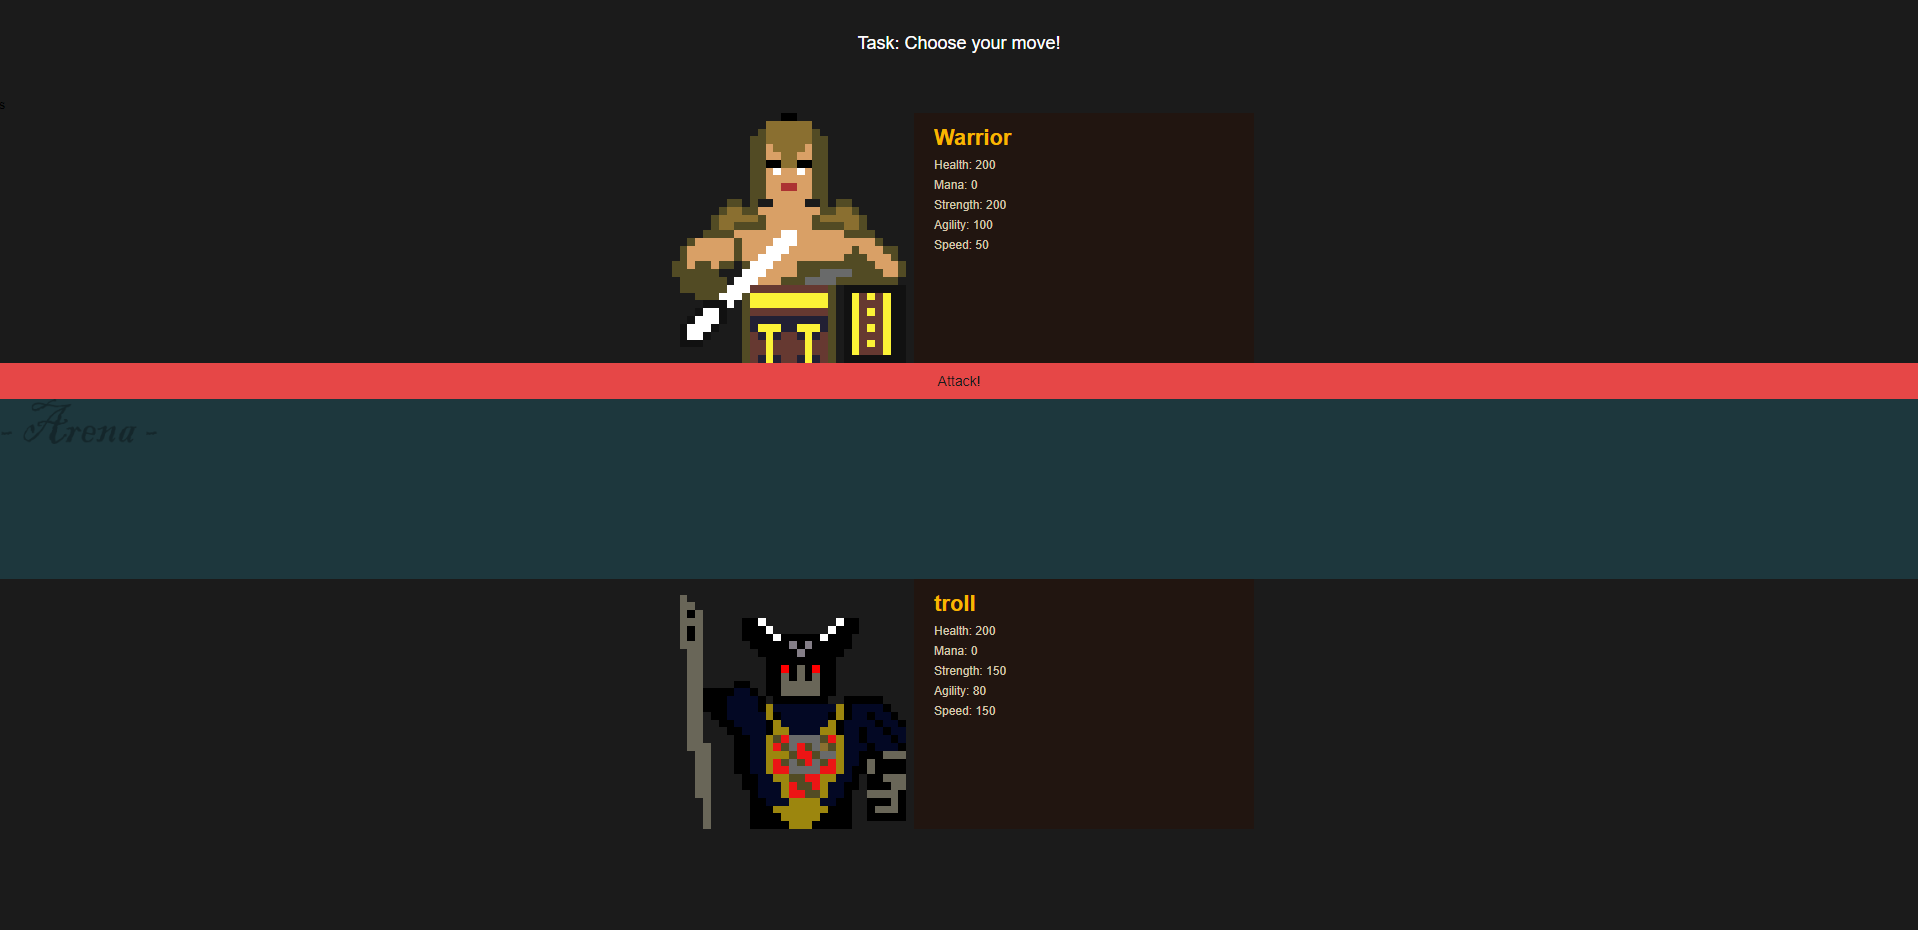 Task: Choose your move!
s
Warrior
Health: 200
Mana: 0
Strength: 200
Agility: 100
Speed: 50
Attack!
- Arena -
troll
Health: 200
Mana: 0
Strength: 150
Agility: 80
Speed: 150